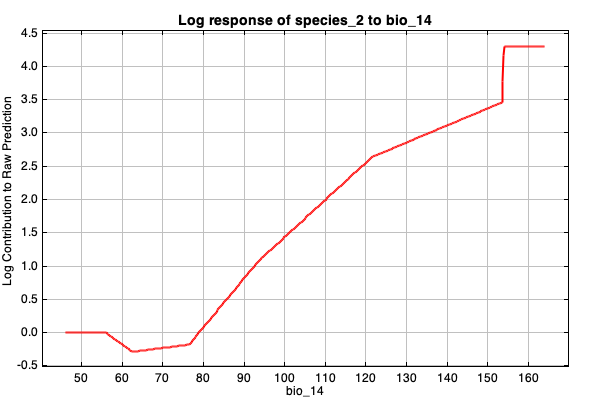 Log response of species_2 to bio_14
Log Contribution to Raw Prediction
4.5
4.0
3.5
3.0
2.5
2.0
1.5
1.0
0.5
0.0
-0.5
50 60 70 80 90 100 110 120 130 140 150 160
bio_14